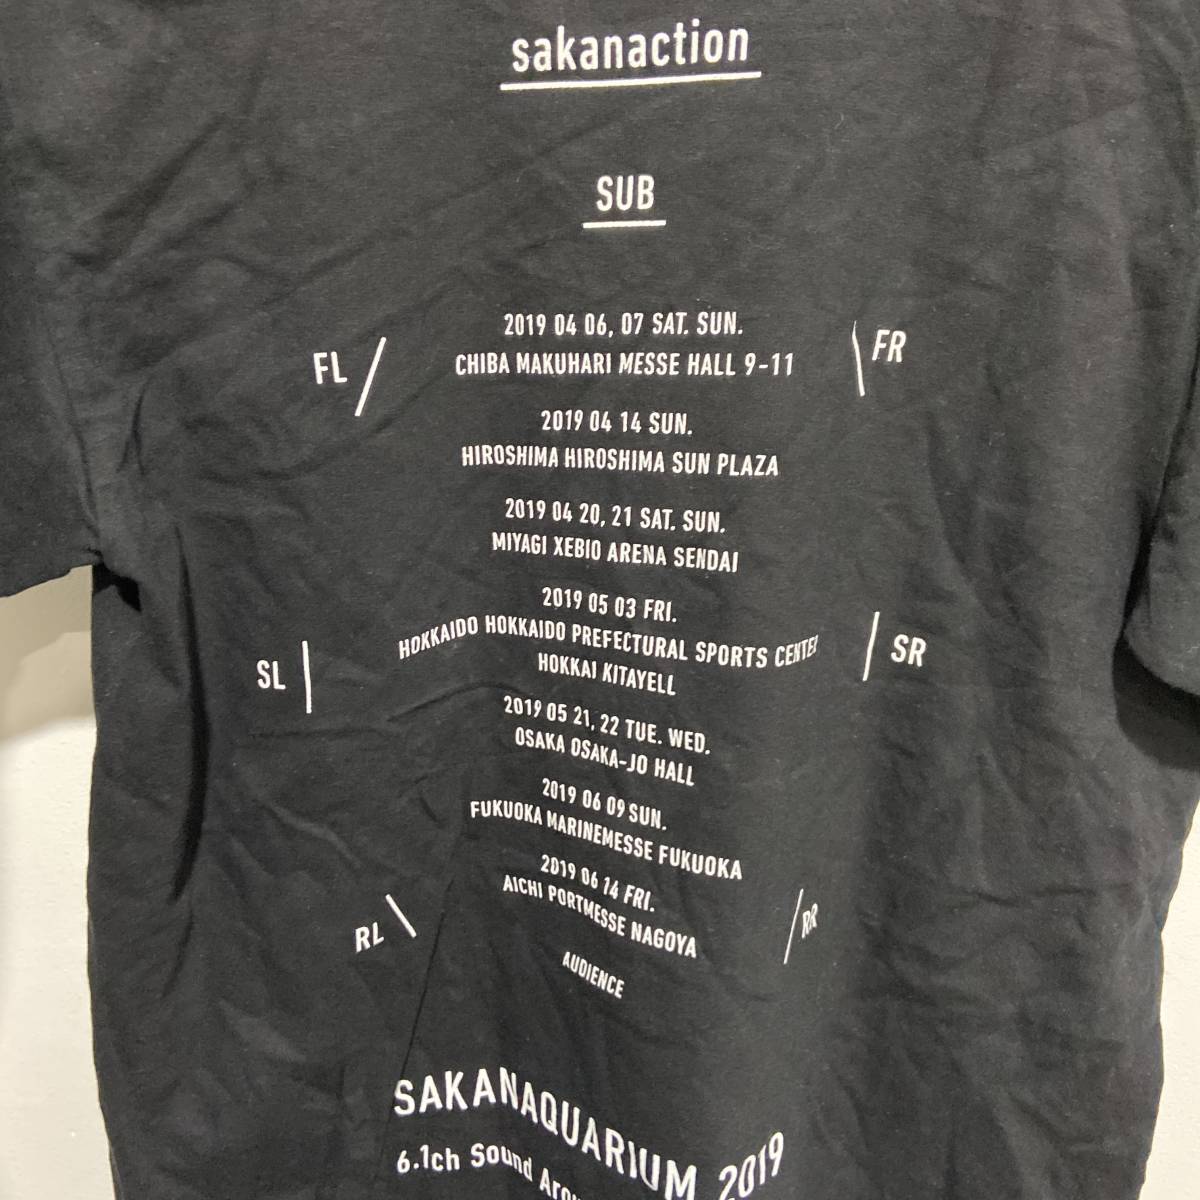 sakanaction
SUB
2019 04 06, 07 SAT. SUN.
FL
FR
CHIBA MAKUHARI MESSE HALL 9-11
2019 04 14 SUN.
HIROSHIMA HIROSHIMA SUN PLAZA
2019 04 20, 21 SAT. SUN.
MIYAGI XEBIO ARENA SENDAI
2019 05 03 FRI.
HOKKAIDO HOKKAIDO PREFECTURAL SPORTS CENTER
SL
SR
HOKKAI KITAYELL
2019 05 21, 22 TUE. WED.
OSAKA OSAKA-JO HALL
2019 06 09 SUN.
FUKUOKA MARINEMESSE FUKUOKA
2019 06 14 FRI.
AICHI PORTMESSE NAGOYA
RL
RR
AUDIENCE
SAKANAQUARIUM 2019
6.1ch Sound